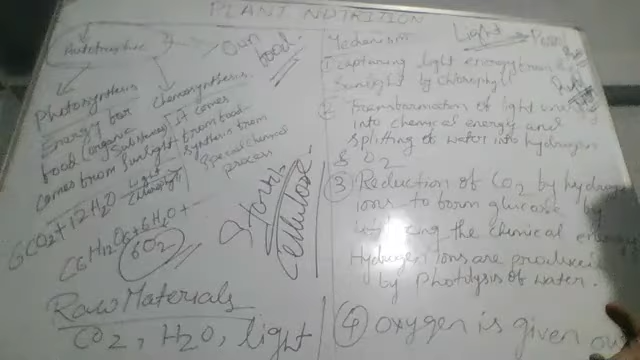 PLANT NUTRITION
Autotrophic
Own
food.
Photosynthesis
Energy for
food (organic
Substances)
comes from sunlight
Chemosynthesis.
It comes
from food
synthesis from
Special chemical
process
6CO2 + 12H2O Light
Chlorophyll
C6H12O6 + 6H2O +
6O2
Starch
Cellulose.
Raw Materials
CO2, H2O, light
Mechanism
Light
① Capturing light energy from
Sunlight by Chlorophyll
② Transformation of light energy
into chemical energy and
splitting of water into hydrogen
& O2
③ Reduction of CO2 by hydrogen
ions to form glucose by
the chemical energy
Hydrogen ions are produced
by photolysis of water.
④ Oxygen is given out